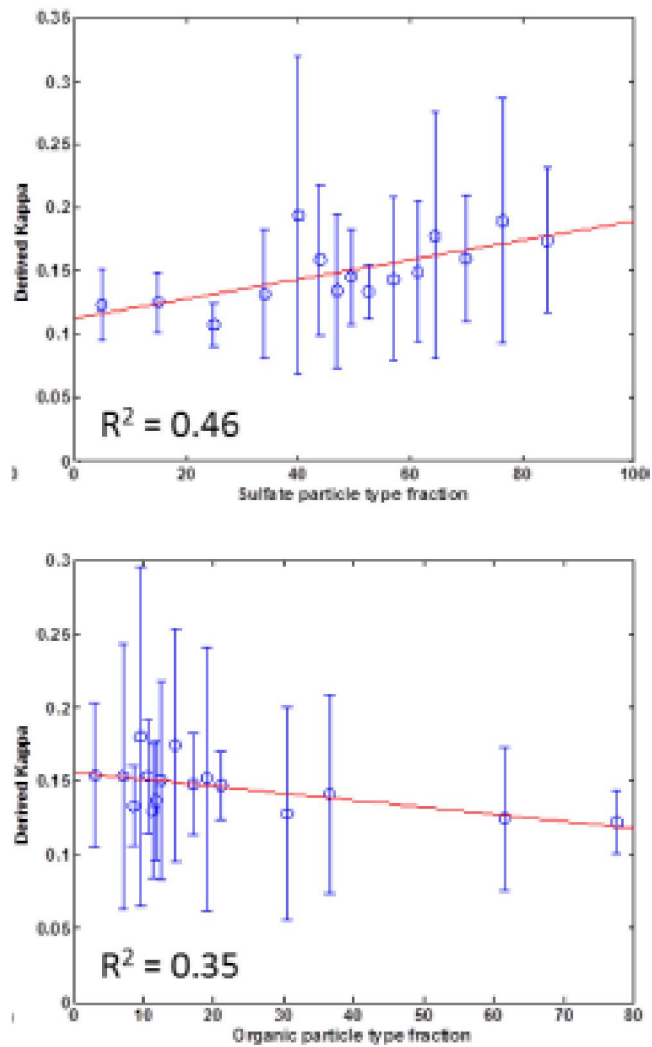 0.35
0.3
0.25
0.2
0.15
0.1
0.05
0
Derived Kappa
R² = 0.46
0 20 40 60 80 100
Sulfate particle type fraction
0.3
0.25
0.2
0.15
0.1
0.05
0
Derived Kappa
R² = 0.35
0 10 20 30 40 50 60 70 80
Organic particle type fraction